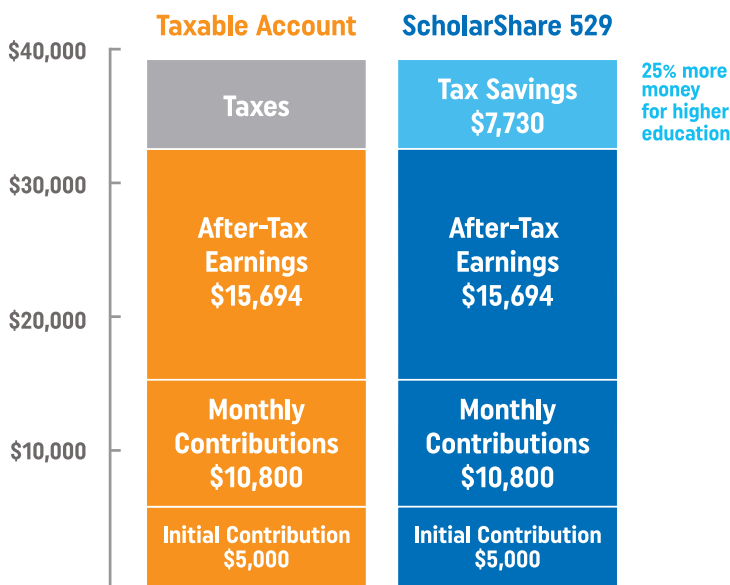 Taxable Account
ScholarShare 529
$40,000
$30,000
$20,000
$10,000
Taxes
After-Tax
Earnings
$15,694
Monthly
Contributions
$10,800
Initial Contribution
$5,000
Tax Savings
$7,730
After-Tax
Earnings
$15,694
Monthly
Contributions
$10,800
Initial Contribution
$5,000
25% more
money
for higher
education